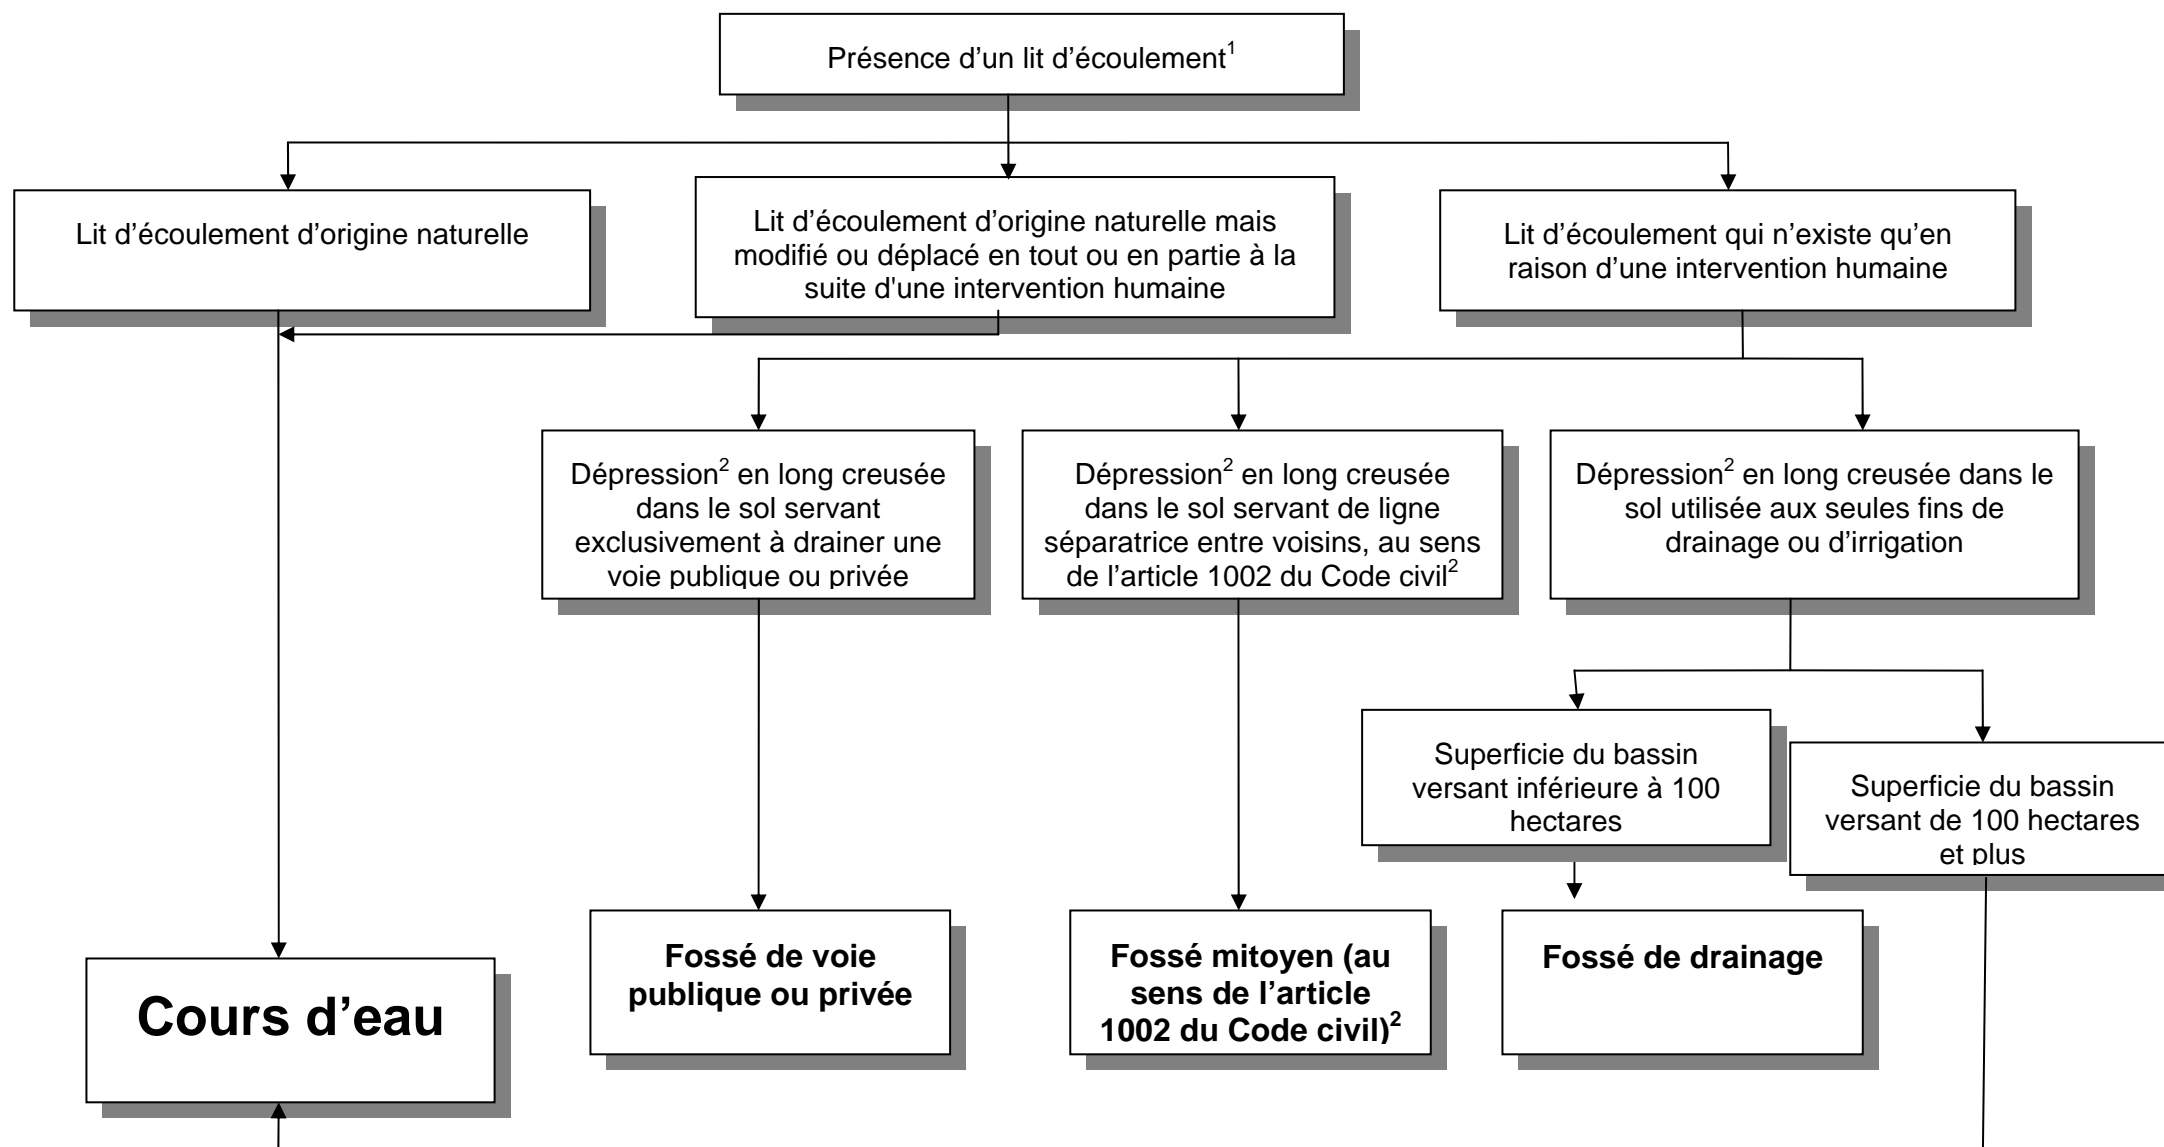 Présence d’un lit d’écoulement¹
Lit d’écoulement d’origine naturelle
Lit d’écoulement d’origine naturelle mais
modifié ou déplacé en tout ou en partie à la
suite d'une intervention humaine
Lit d’écoulement qui n’existe qu’en
raison d’une intervention humaine
Dépression² en long creusée
dans le sol servant
exclusivement à drainer une
voie publique ou privée
Dépression² en long creusée
dans le sol servant de ligne
séparatrice entre voisins, au sens
de l’article 1002 du Code civil²
Dépression² en long creusée dans le
sol utilisée aux seules fins de
drainage ou d’irrigation
Superficie du bassin
versant inférieure à 100
hectares
Superficie du bassin
versant de 100 hectares
et plus
Cours d’eau
Fossé de voie
publique ou privée
Fossé mitoyen (au
sens de l’article
1002 du Code civil)²
Fossé de drainage